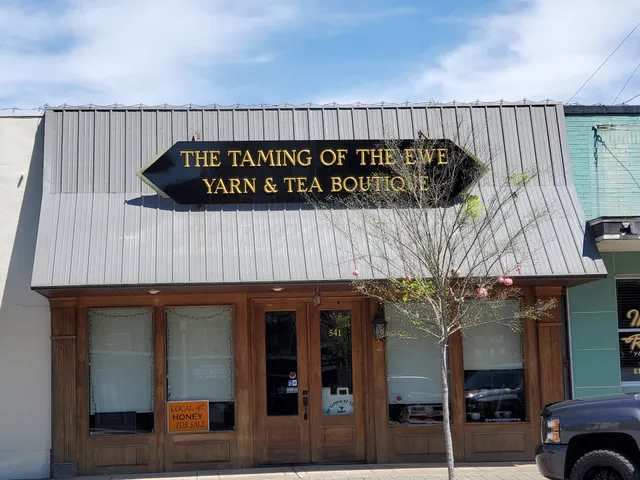 THE TAMING OF THE EWE
YARN & TEA BOUTIQUE
541
LOCAL
HONEY
FOR SALE